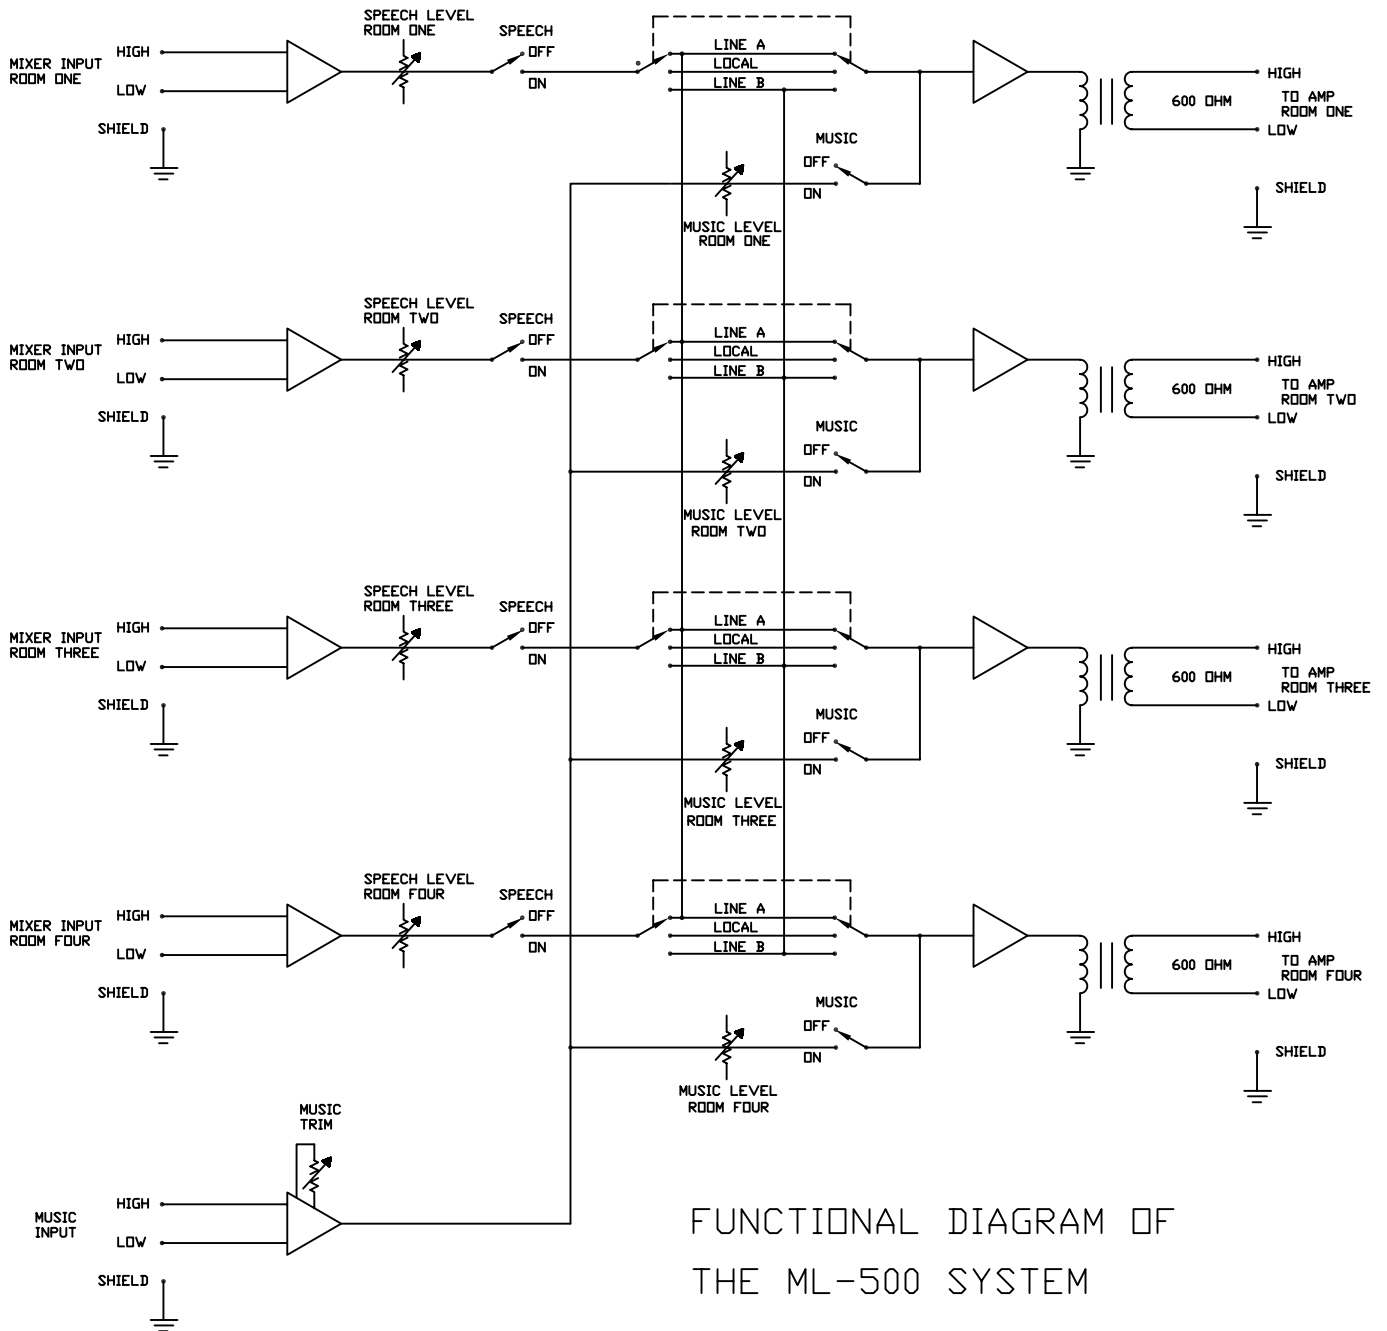 SPEECH LEVEL
ROOM ONE
SPEECH
OFF
ON
MIXER INPUT
ROOM ONE
HIGH
LOW
SHIELD
LINE A
LOCAL
LINE B
MUSIC
OFF
ON
MUSIC LEVEL
ROOM ONE
600 OHM
HIGH
TO AMP
ROOM ONE
LOW
SHIELD
SPEECH LEVEL
ROOM TWO
SPEECH
OFF
ON
MIXER INPUT
ROOM TWO
HIGH
LOW
SHIELD
LINE A
LOCAL
LINE B
MUSIC
OFF
ON
MUSIC LEVEL
ROOM TWO
600 OHM
HIGH
TO AMP
ROOM TWO
LOW
SHIELD
SPEECH LEVEL
ROOM THREE
SPEECH
OFF
ON
MIXER INPUT
ROOM THREE
HIGH
LOW
SHIELD
LINE A
LOCAL
LINE B
MUSIC
OFF
ON
MUSIC LEVEL
ROOM THREE
600 OHM
HIGH
TO AMP
ROOM THREE
LOW
SHIELD
SPEECH LEVEL
ROOM FOUR
SPEECH
OFF
ON
MIXER INPUT
ROOM FOUR
HIGH
LOW
SHIELD
LINE A
LOCAL
LINE B
MUSIC
OFF
ON
MUSIC LEVEL
ROOM FOUR
600 OHM
HIGH
TO AMP
ROOM FOUR
LOW
SHIELD
MUSIC
TRIM
MUSIC
INPUT
HIGH
LOW
SHIELD
FUNCTIONAL DIAGRAM OF
THE ML-500 SYSTEM